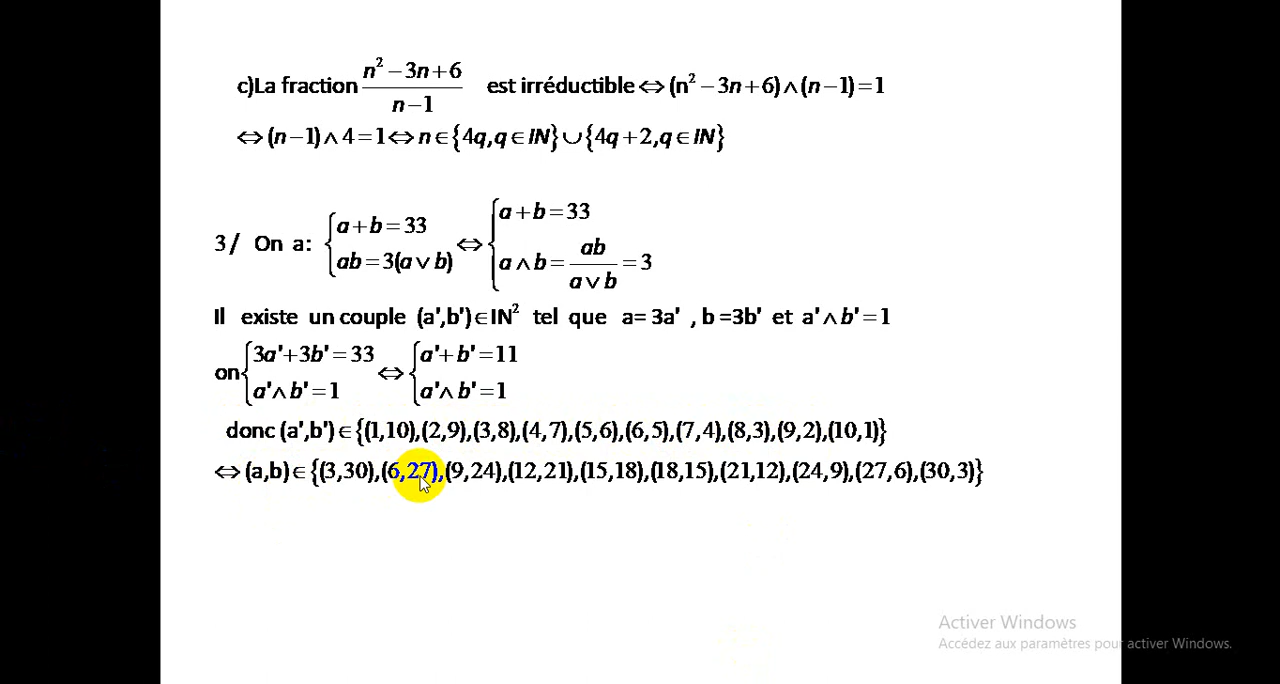 c)La fraction (n² − 3n + 6)/(n − 1) est irréductible ⇔ (n² − 3n + 6) ∧ (n − 1) = 1
⇔ (n − 1) ∧ 4 = 1 ⇔ n ∈ {4q, q ∈ IN} ∪ {4q + 2, q ∈ IN}
3/ On a: { a + b = 33 ; ab = 3(a ∨ b) ⇔ { a + b = 33 ; a ∧ b = ab/(a ∨ b) = 3
Il existe un couple (a',b') ∈ IN² tel que a= 3a' , b =3b' et a' ∧ b' = 1
on { 3a'+3b' = 33 ; a' ∧ b' = 1 ⇔ { a'+b' = 11 ; a' ∧ b' = 1
donc (a',b') ∈ {(1,10),(2,9),(3,8),(4,7),(5,6),(6,5),(7,4),(8,3),(9,2),(10,1)}
⇔ (a,b) ∈ {(3,30),(6,27),(9,24),(12,21),(15,18),(18,15),(21,12),(24,9),(27,6),(30,3)}
Activer Windows
Accédez aux paramètres pour activer Windows.